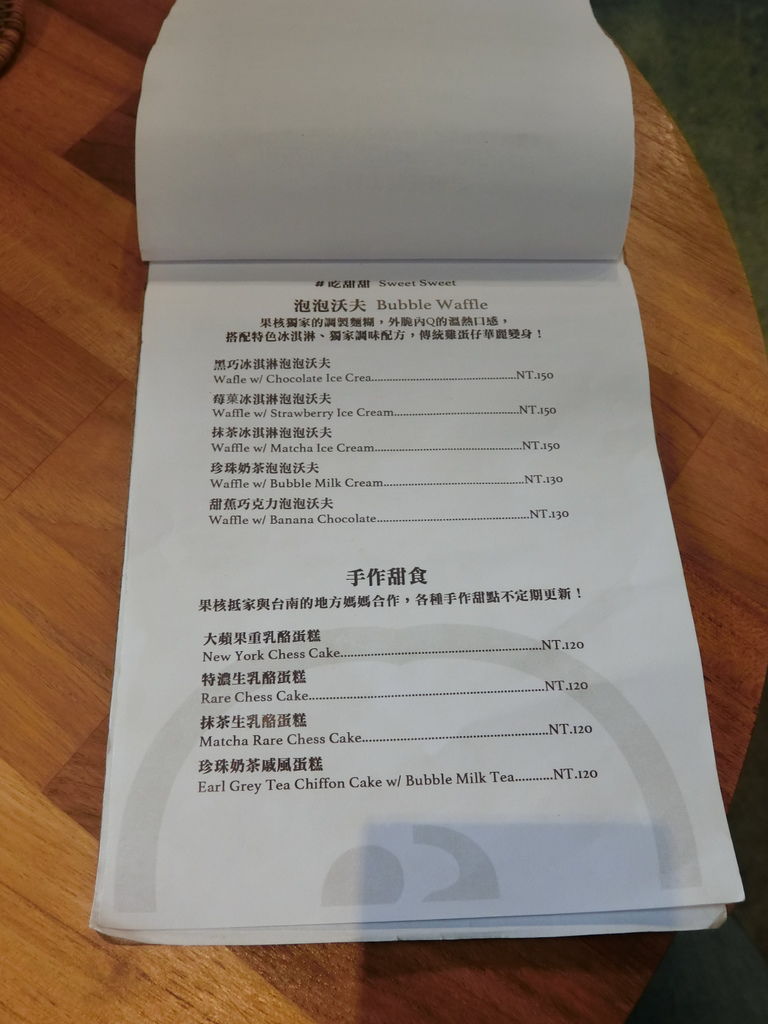 #吃甜甜 Sweet Sweet
泡泡沃夫 Bubble Waffle
果核獨家的調製麵糊，外脆內Q的溫熱口感，
搭配特色冰淇淋、獨家調味配方，傳統雞蛋仔華麗變身！
黑巧冰淇淋泡泡沃夫
Wafle w/ Chocolate Ice Crea........................................NT.150
莓菓冰淇淋泡泡沃夫
Waffle w/ Strawberry Ice Cream...................................NT.150
抹茶冰淇淋泡泡沃夫
Waffle w/ Matcha Ice Cream.........................................NT.150
珍珠奶茶泡泡沃夫
Waffle w/ Bubble Milk Cream.......................................NT.130
甜蕉巧克力泡泡沃夫
Waffle w/ Banana Chocolate..........................................NT.130
手作甜食
果核抵家與台南的地方媽媽合作，各種手作甜點不定期更新！
大蘋果重乳酪蛋糕
New York Chess Cake....................................................NT.120
特濃生乳酪蛋糕
Rare Chess Cake.............................................................NT.120
抹茶生乳酪蛋糕
Matcha Rare Chess Cake................................................NT.120
珍珠奶茶戚風蛋糕
Earl Grey Tea Chiffon Cake w/ Bubble Milk Tea..........NT.120